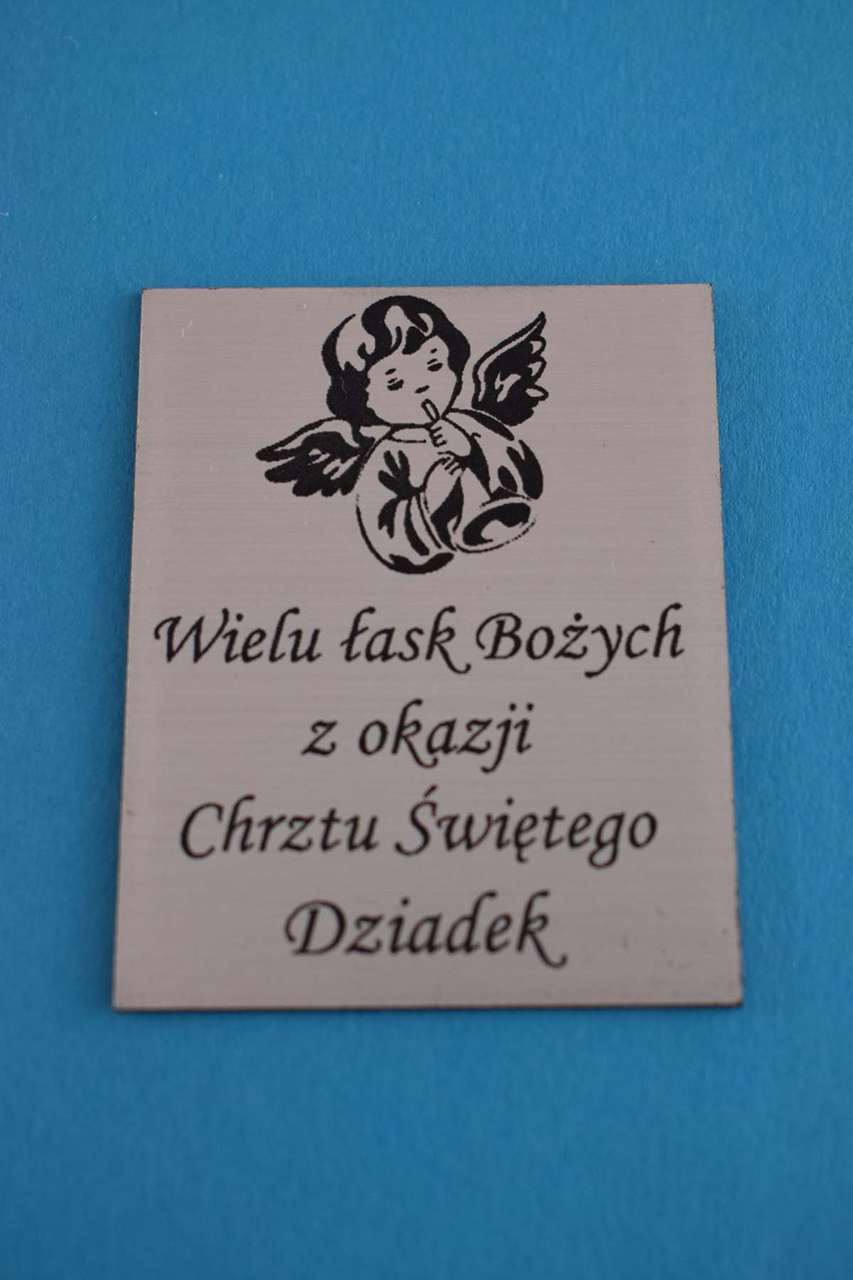 Wielu łask Bożych
z okazji
Chrztu Świętego
Dziadek